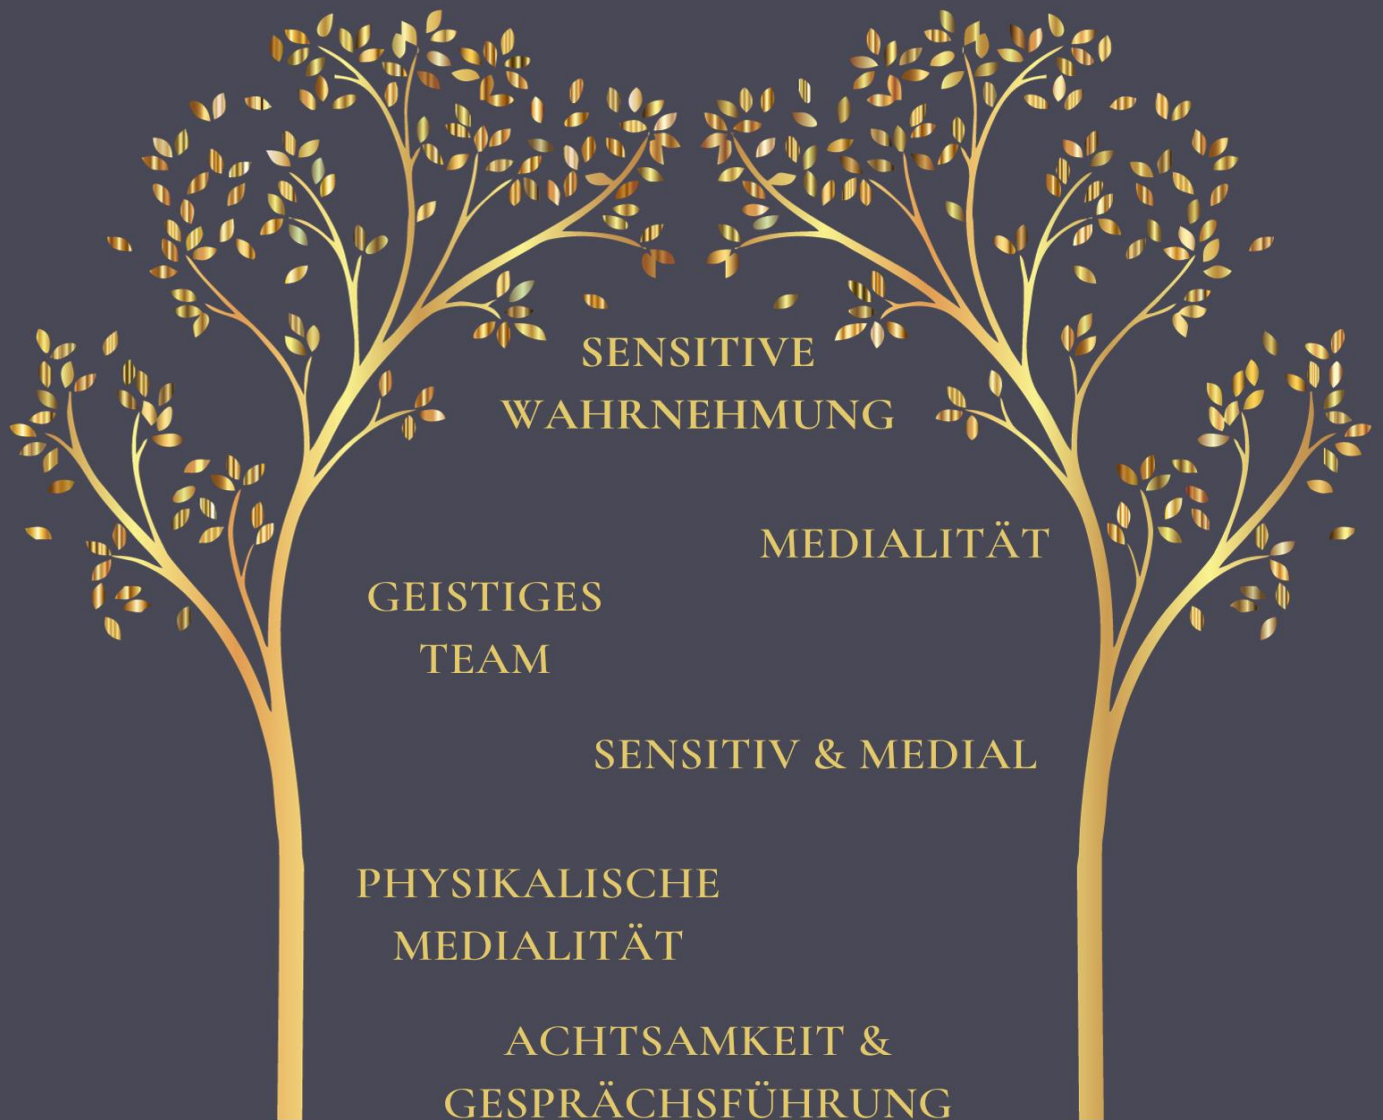 SENSITIVE
WAHRNEHMUNG
MEDIALITÄT
GEISTIGES
TEAM
SENSITIV & MEDIAL
PHYSIKALISCHE
MEDIALITÄT
ACHTSAMKEIT &
GESPRÄCHSFÜHRUNG